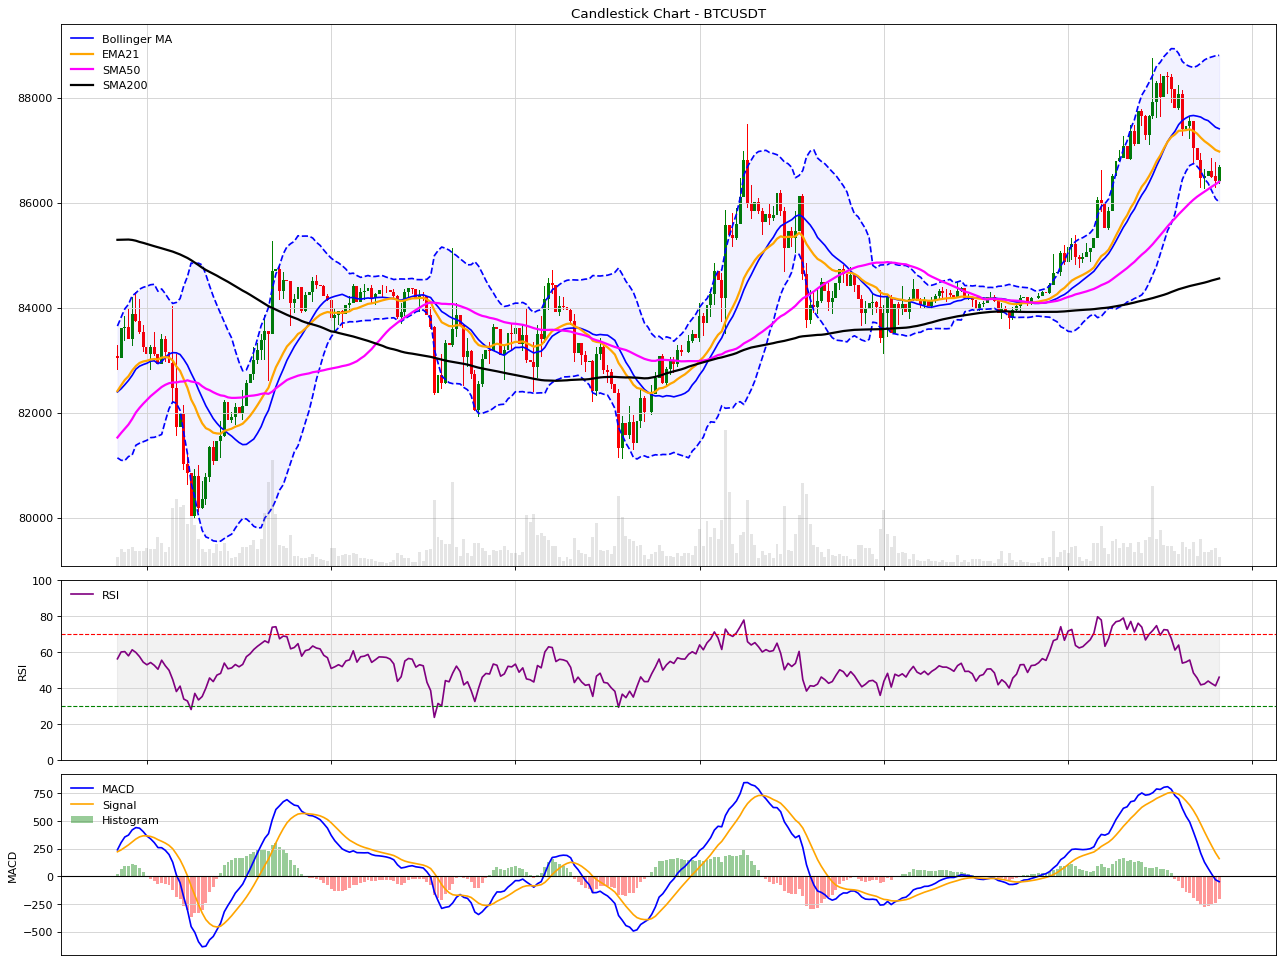 Candlestick Chart - BTCUSDT
Bollinger MA
EMA21
SMA50
SMA200
88000
86000
84000
82000
80000
100
RSI
80
60
RSI
40
20
0
MACD
750
Signal
500
Histogram
250
MACD
0
−250
−500